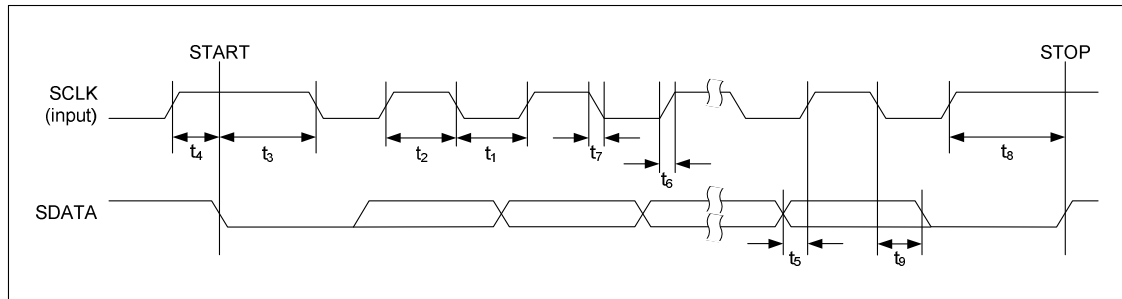 START
STOP
SCLK
(input)
t4
t3
t2
t1
t7
t6
t8
SDATA
t5
t9